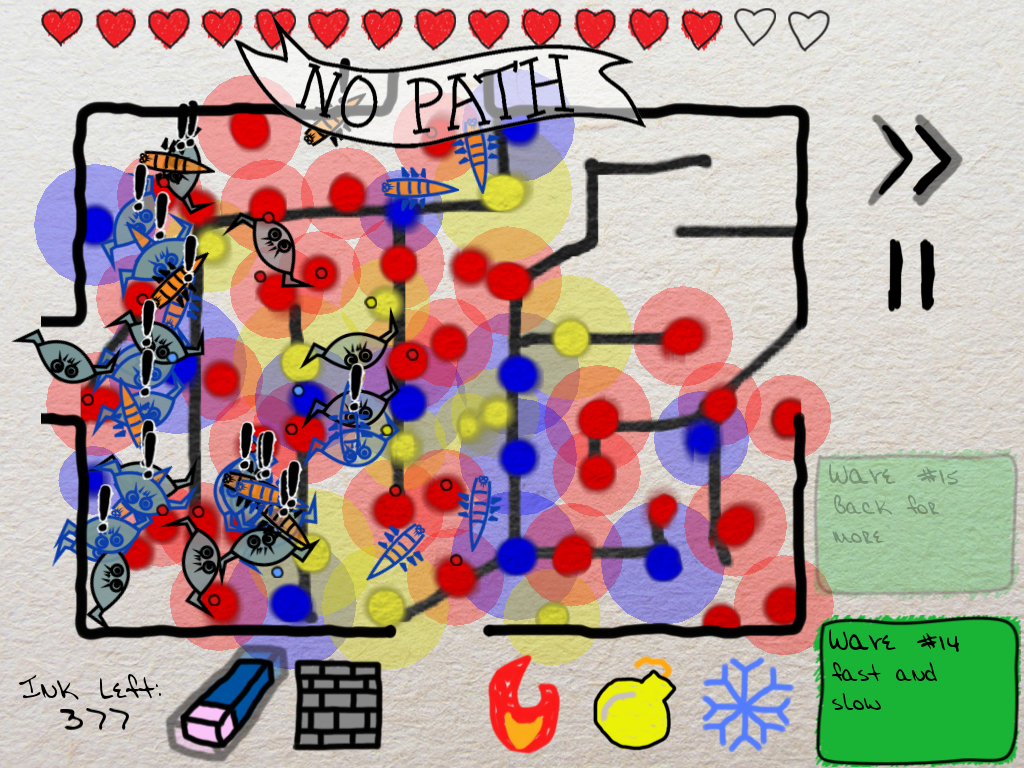 NO PATH
WAVE #15
BACK FOR
MORE
WAVE #14
fast and
slow
INK LEFT:
377